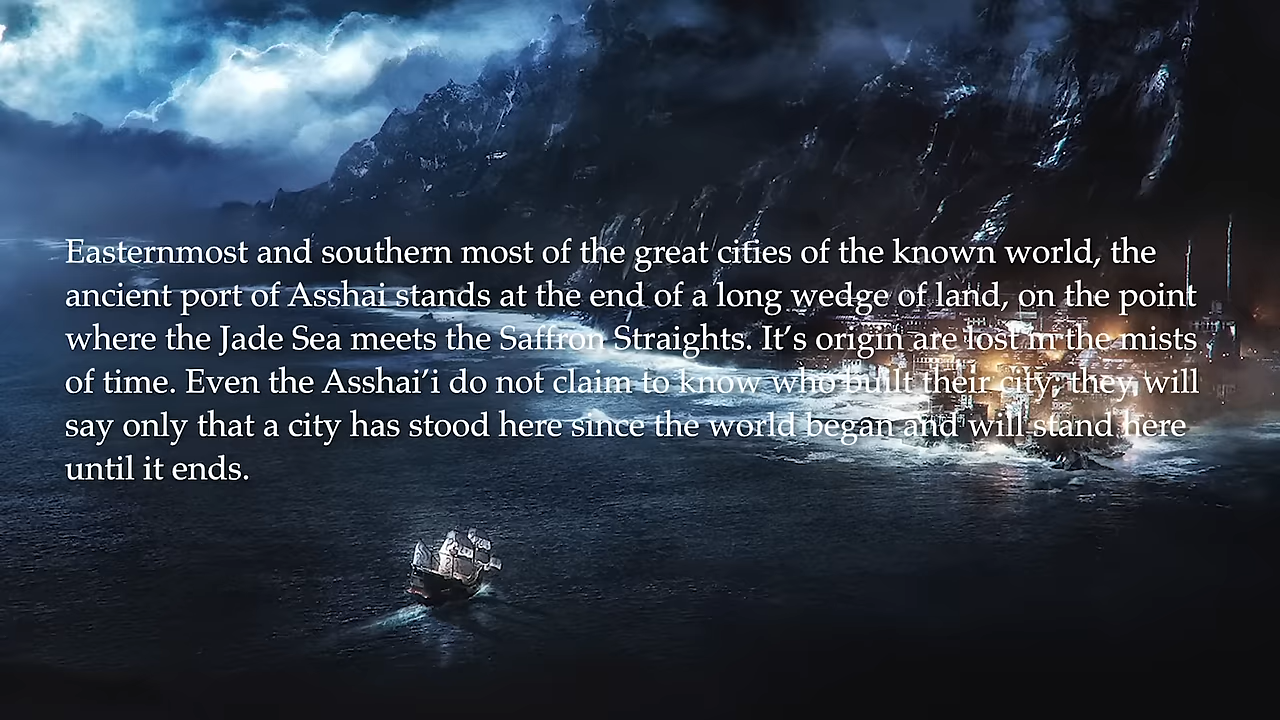 Easternmost and southern most of the great cities of the known world, the
ancient port of Asshai stands at the end of a long wedge of land, on the point
where the Jade Sea meets the Saffron Straights. It’s origin are lost in the mists
of time. Even the Asshai’i do not claim to know who built their city; they will
say only that a city has stood here since the world began and will stand here
until it ends.